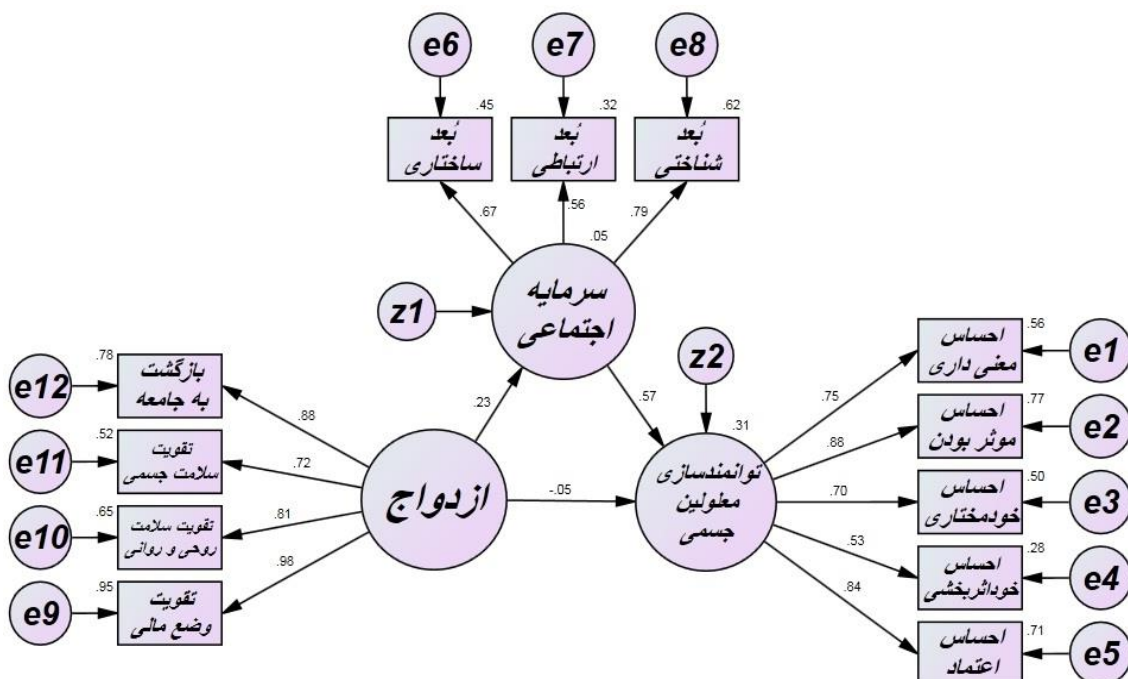 e6
e7
e8
.45
.32
.62
بُعد
ساختاری
بُعد
ارتباطی
بُعد
شناختی
.67
.56
.79
.05
سرمایه
اجتماعی
z1
z2
.23
.57
.31
e12
.78
بازگشت
به جامعه
.88
e11
.52
تقویت
سلامت جسمی
.72
e10
.65
تقویت سلامت
روحی و روانی
.81
e9
.95
تقویت
وضع مالی
.98
ازدواج
-.05
توانمندسازی
معلولین
جسمی
.75
احساس
معنی داری
.56
e1
.88
احساس
موثر بودن
.77
e2
.70
احساس
خودمختاری
.50
e3
.53
احساس
خوداثربخشی
.28
e4
.84
احساس
اعتماد
.71
e5